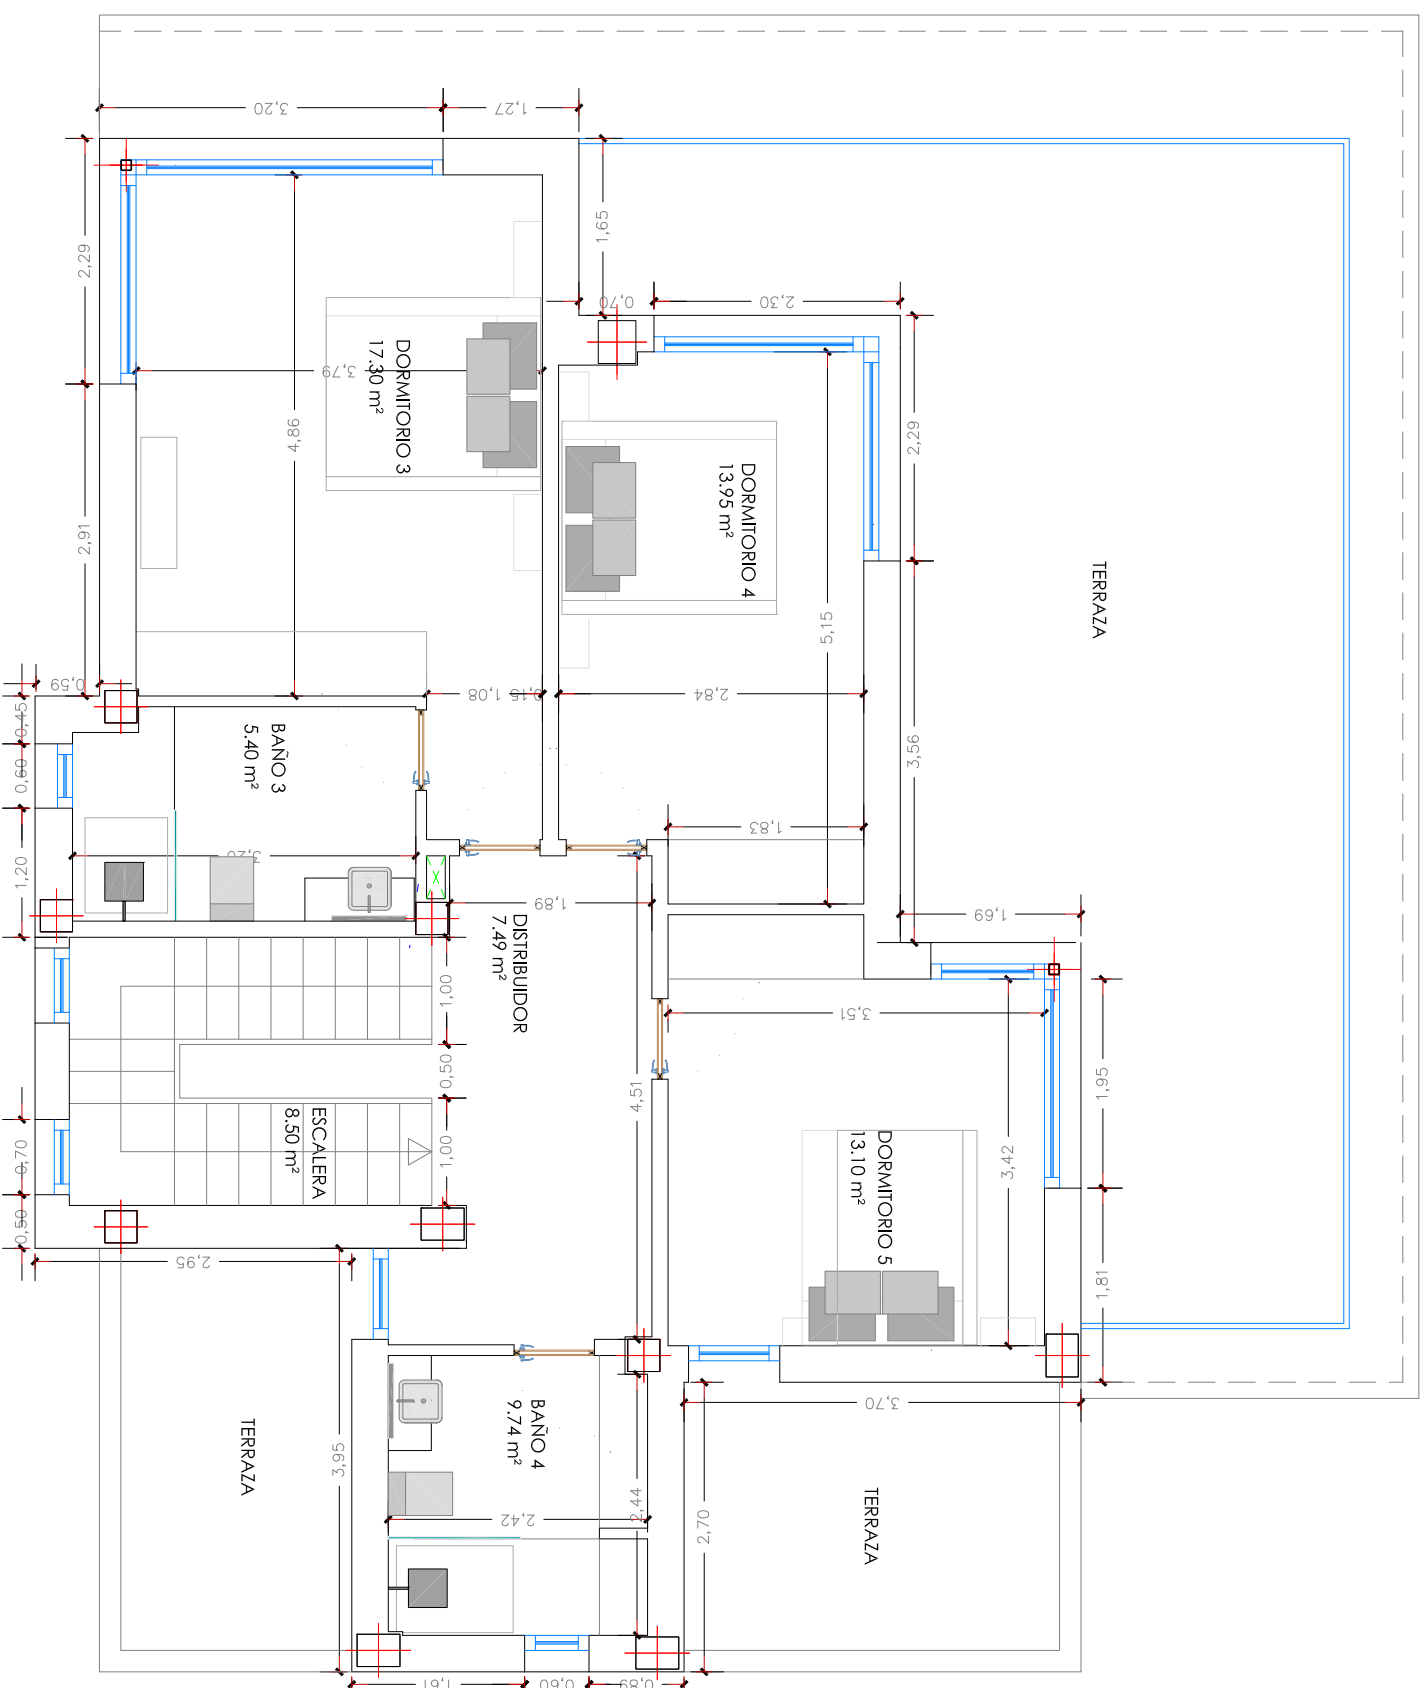 3,20
1,27
2,29
1,65
0,70
2,30
DORMITORIO 3
17.30 m²
3,79
4,86
2,91
DORMITORIO 4
13.95 m²
2,29
5,15
TERRAZA
0,59
1,08
0,15
2,84
0,45
0,60
1,20
BAÑO 3
5.40 m²
3,20
3,56
1,83
1,89
1,69
DISTRIBUIDOR
7.49 m²
1,00
0,50
1,00
3,51
4,51
1,95
3,42
ESCALERA
8.50 m²
DORMITORIO 5
13.10 m²
0,70
0,50
2,95
1,81
3,70
BAÑO 4
9.74 m²
3,95
TERRAZA
2,44
2,42
2,70
TERRAZA
1,61
0,60
0,89